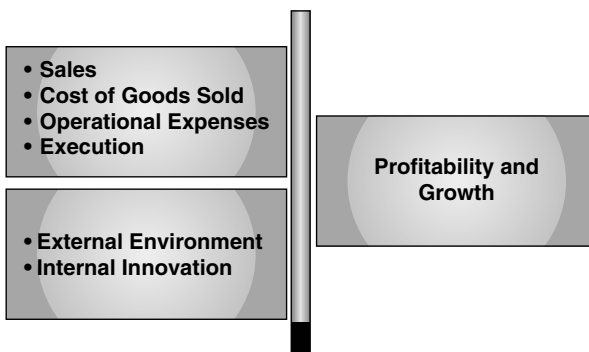 • Sales
• Cost of Goods Sold
• Operational Expenses
• Execution
• External Environment
• Internal Innovation
Profitability and
Growth